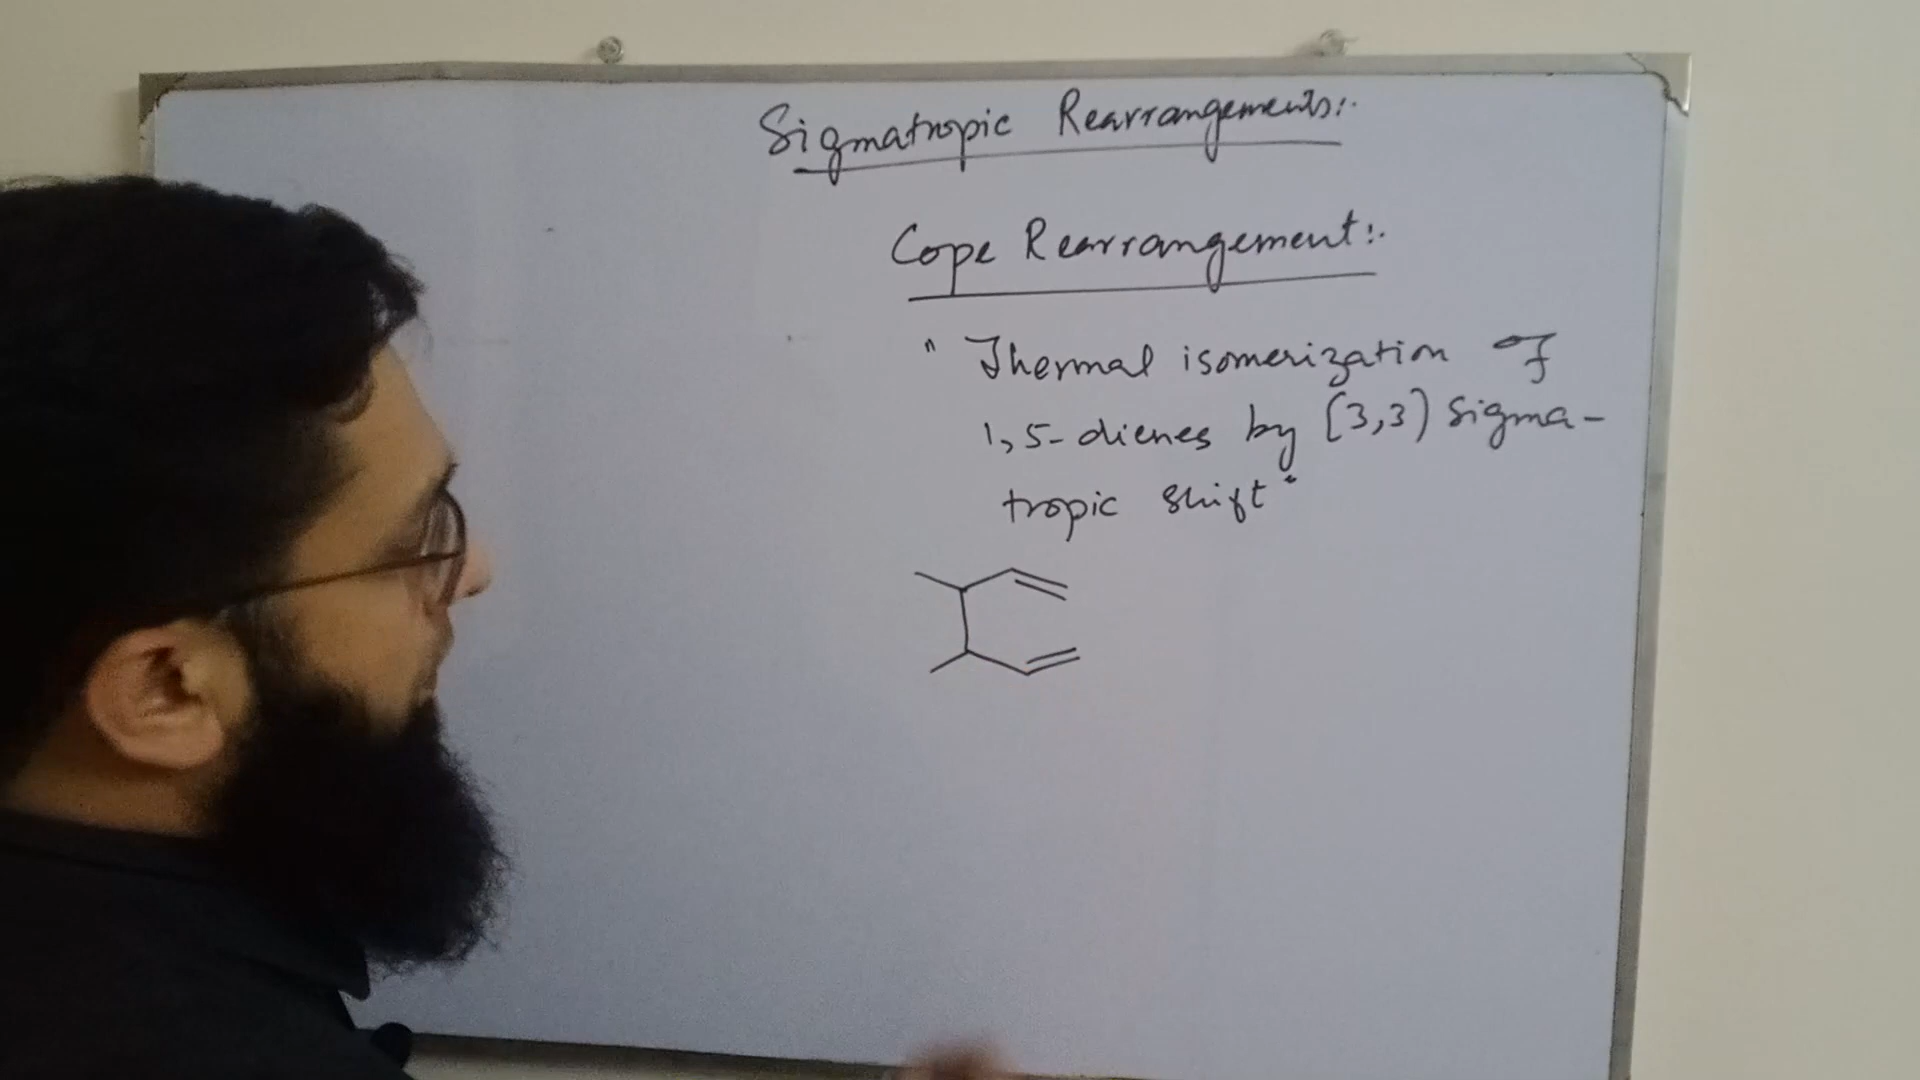 Sigmatropic Rearrangements:.
Cope Rearrangement:.
" Thermal isomerization of
1,5-dienes by (3,3) sigma-
tropic shift"